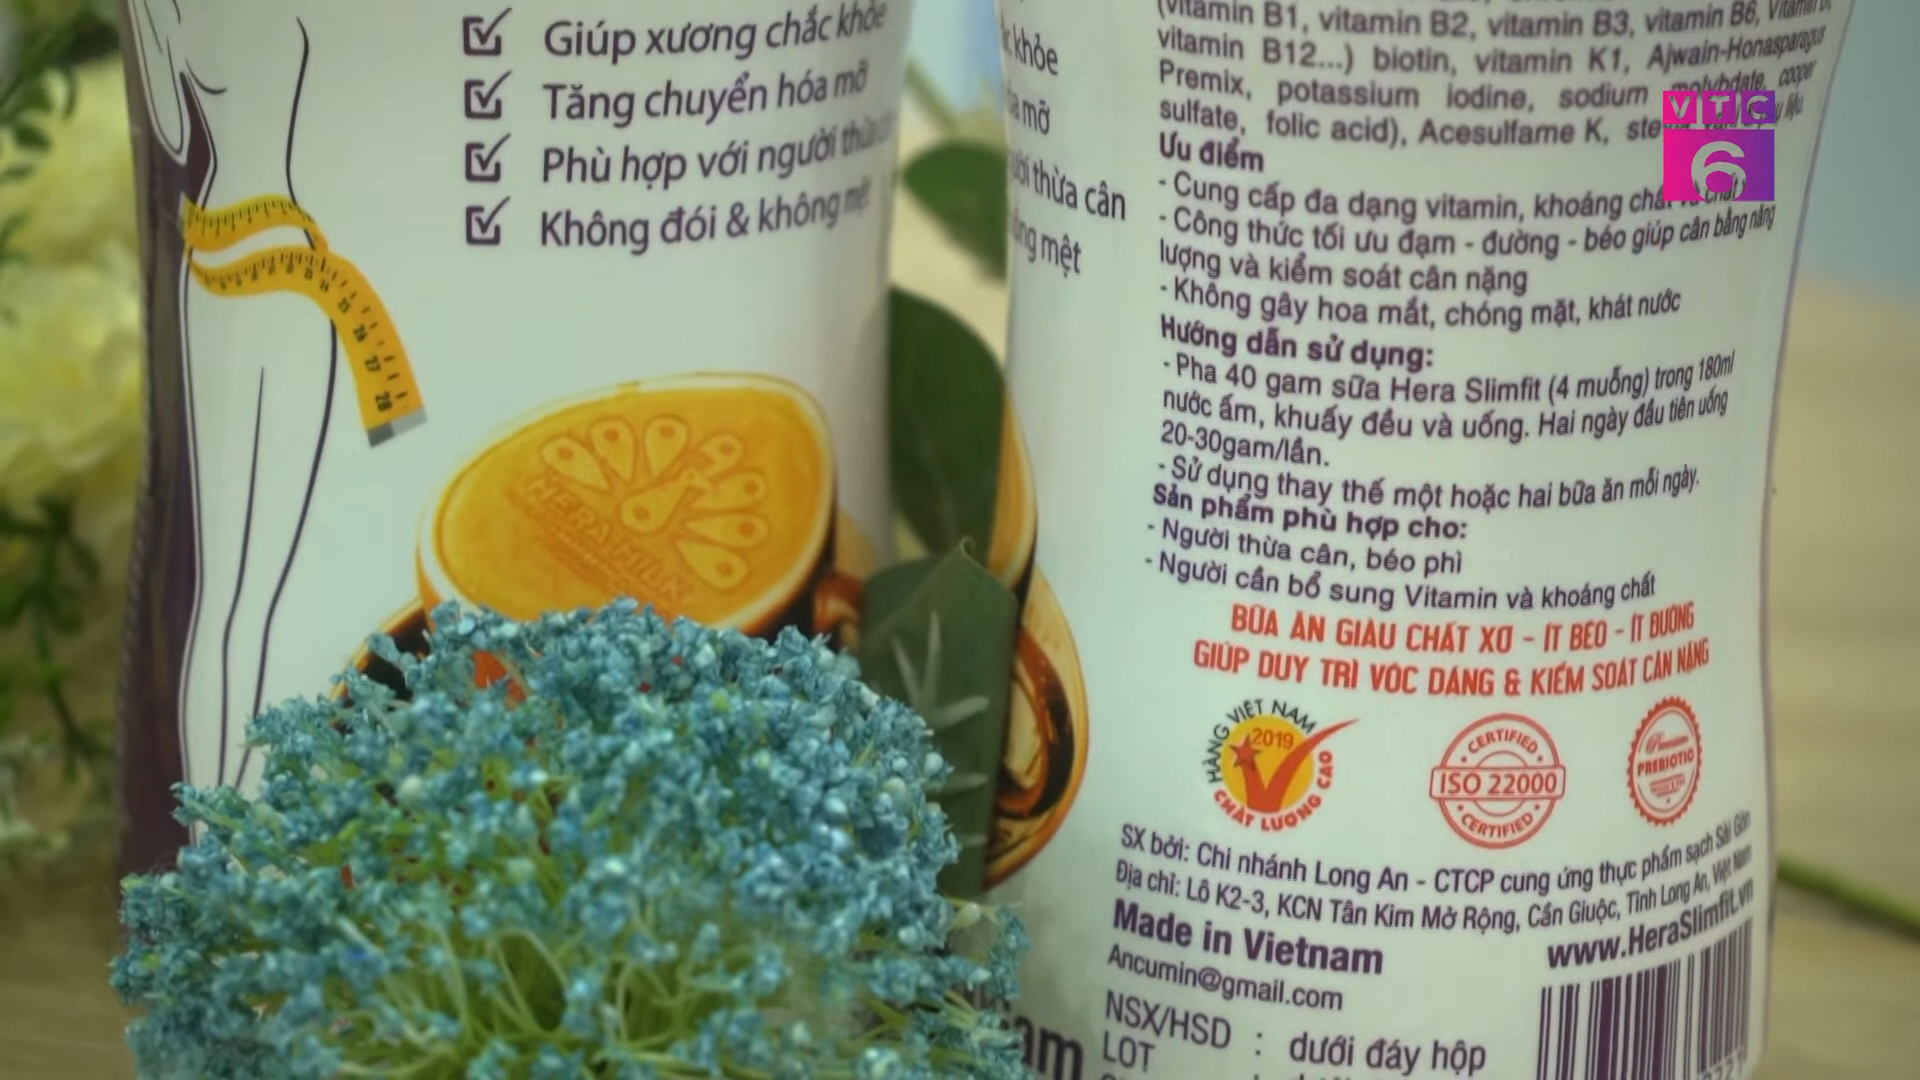 Giúp xương chắc khỏe
Tăng chuyển hóa mỡ
Phù hợp với người thừa
Không đói & không mệt
khỏe
mỡ
thừa cân
mệt
28
HERA MILK
(vitamin B1, vitamin B2, vitamin B3, vitamin B6,
vitamin B12...) biotin, vitamin K1, Ajwain-Honasparagus
Premix, potassium iodine, sodium molybdate, cooper
sulfate, folic acid), Acesulfame K,
VTC
6
Ưu điểm
- Cung cấp đa dạng vitamin, khoáng chất
- Công thức tối ưu đạm - đường - béo giúp cân bằng năng
lượng và kiểm soát cân nặng
- Không gây hoa mắt, chóng mặt, khát nước
Hướng dẫn sử dụng:
- Pha 40 gam sữa Hera Slimfit (4 muỗng) trong 180ml
nước ấm, khuấy đều và uống. Hai ngày đầu tiên uống
20-30gam/lần.
- Sử dụng thay thế một hoặc hai bữa ăn mỗi ngày.
Sản phẩm phù hợp cho:
- Người thừa cân, béo phì
- Người cần bổ sung Vitamin và khoáng chất
BỮA ĂN GIÀU CHẤT XƠ - ÍT BÉO - ÍT ĐƯỜNG
GIÚP DUY TRÌ VÓC DÁNG & KIỂM SOÁT CÂN NẶNG
HÀNG VIỆT NAM
2019
CHẤT LƯỢNG CAO
CERTIFIED
ISO 22000
CERTIFIED
Premium
PREBIOTIC
SX bởi: Chi nhánh Long An - CTCP cung ứng thực phẩm sạch Sài Gòn
Địa chỉ: Lô K2-3, KCN Tân Kim Mở Rộng, Cần Giuộc, Tỉnh Long An, Việt Nam
Made in Vietnam
www.HeraSlimfit.vn
Ancumin@gmail.com
NSX/HSD : dưới đáy hộp
LOT